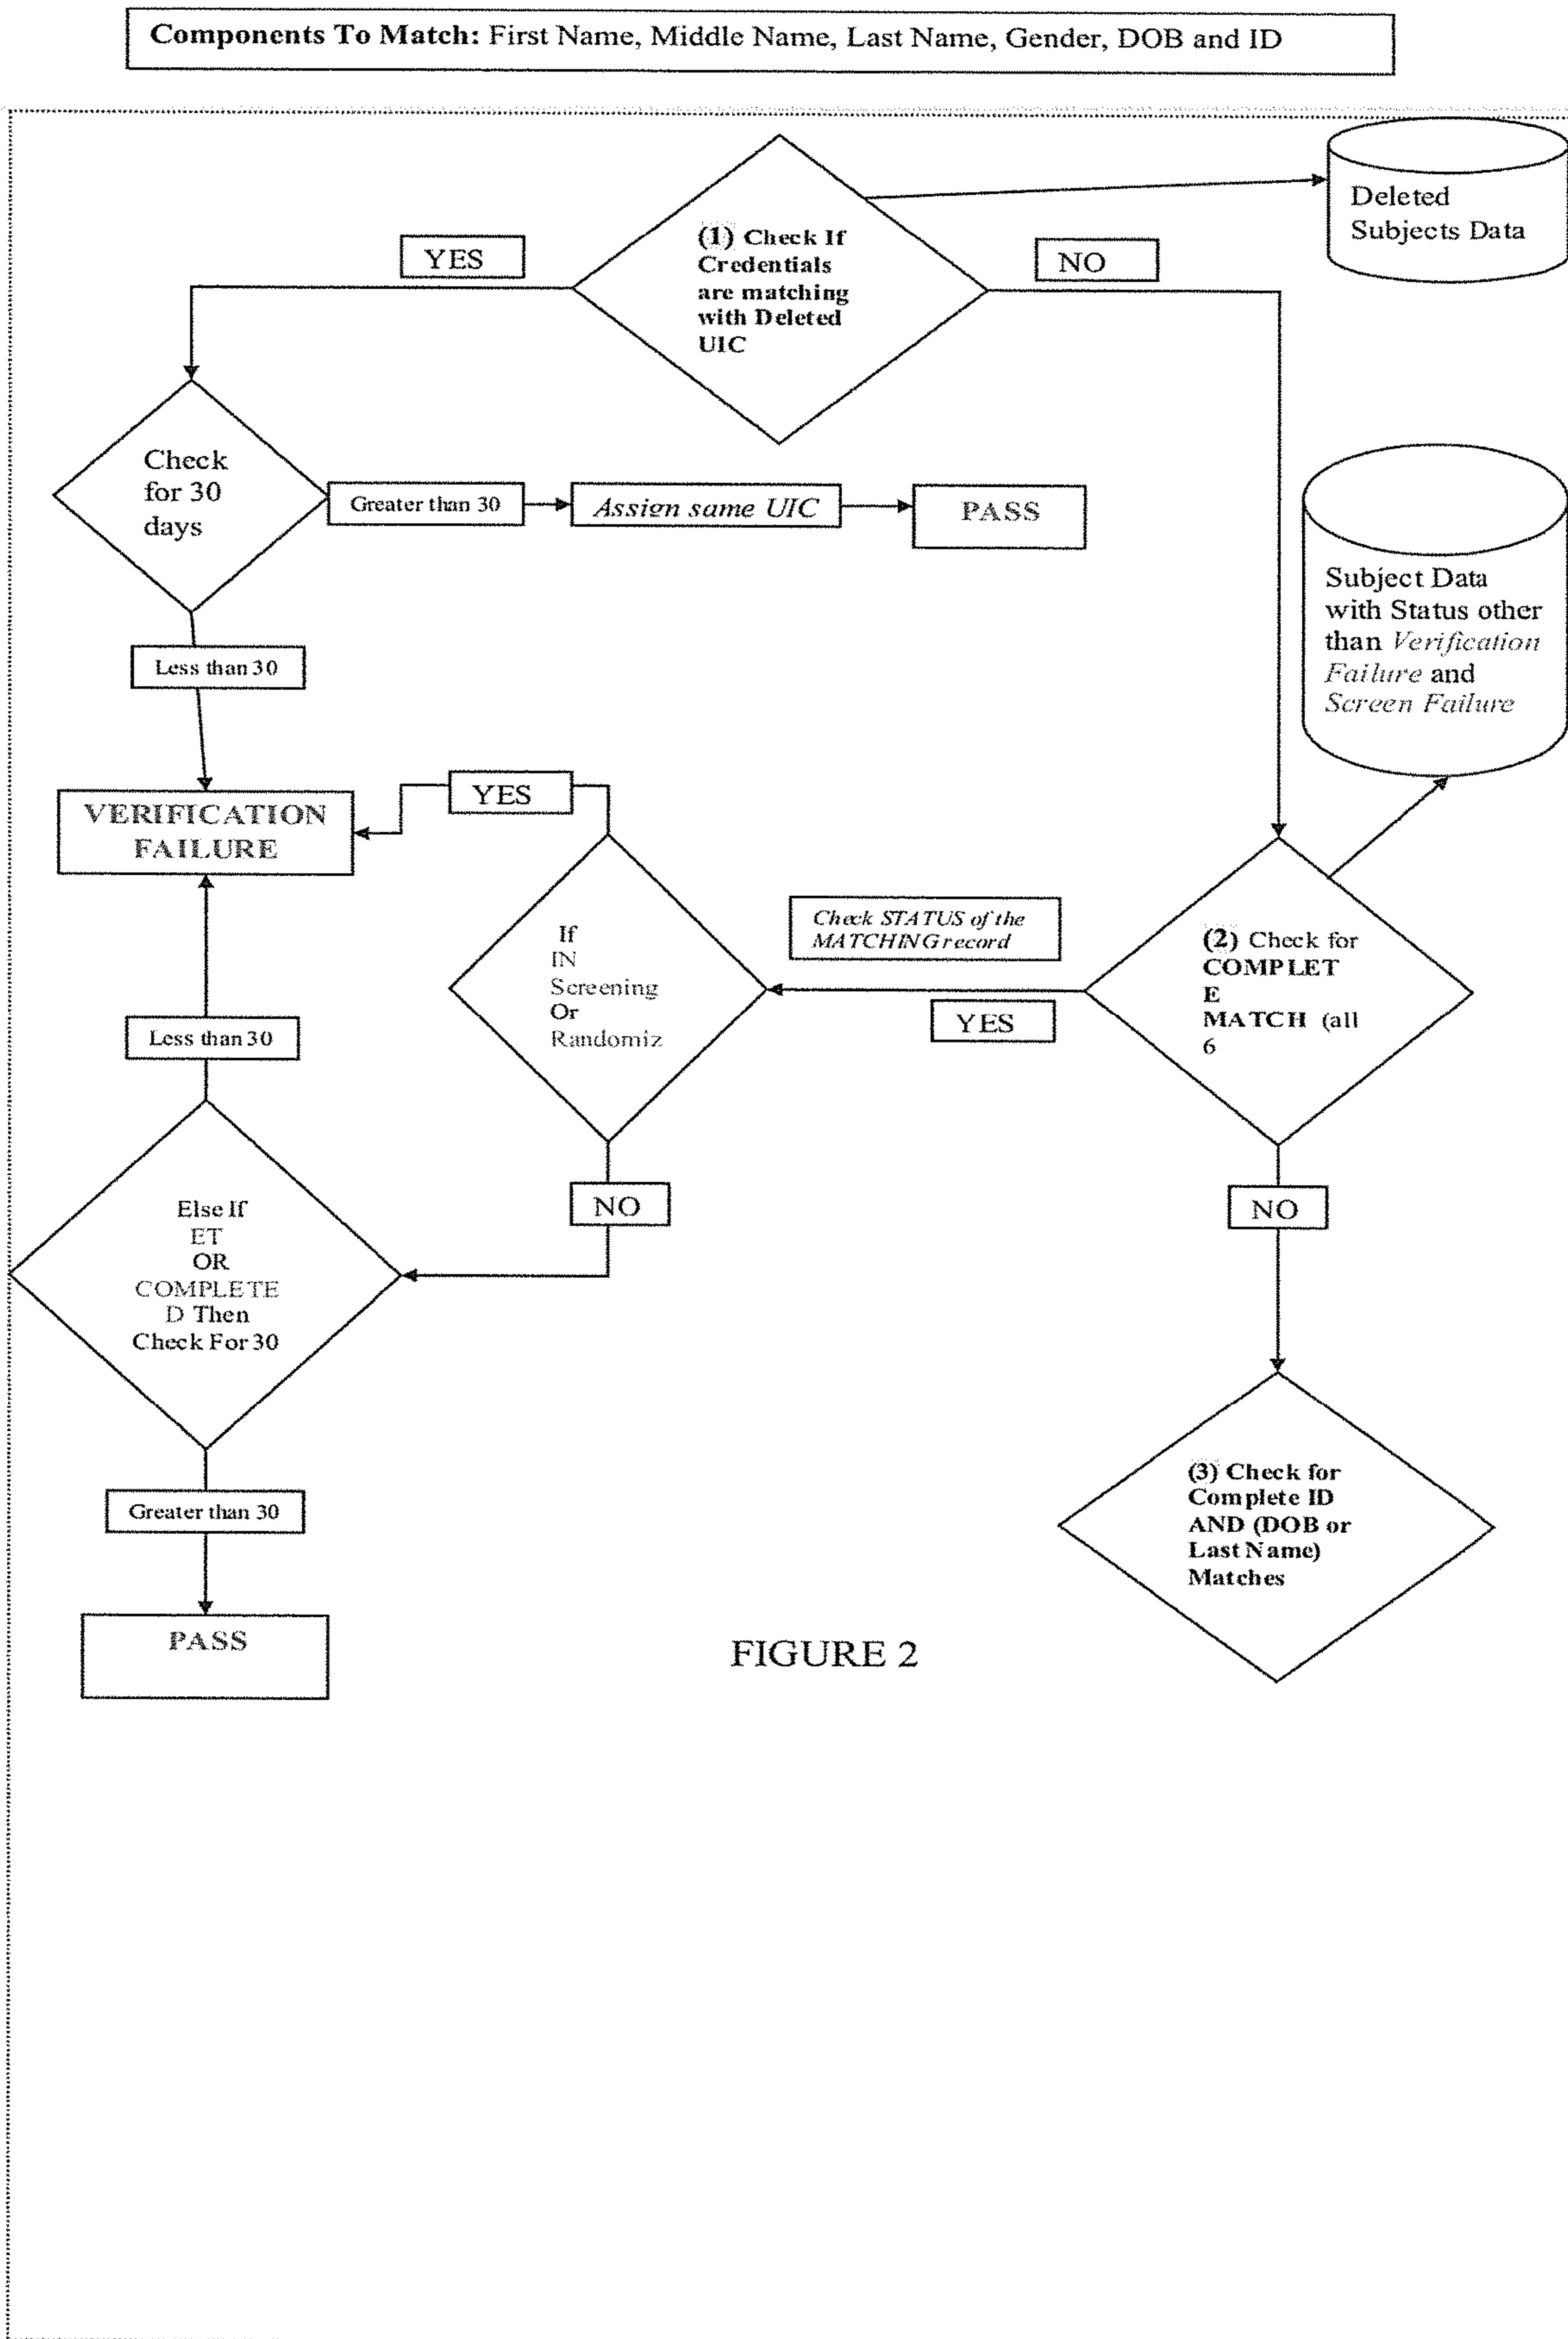 Components To Match: First Name, Middle Name, Last Name, Gender, DOB and ID
Deleted
Subjects Data
(1) Check If
Credentials
are matching
with Deleted
UIC
YES
NO
Check
for 30
days
Greater than 30
Assign same UIC
PASS
Subject Data
with Status other
than Verification
Failure and
Screen Failure
Less than 30
YES
VERIFICATION
FAILURE
Check STATUS of the
MATCHING record
If
IN
Screening
Or
Randomiz
(2) Check for
COMPLET
E
MATCH (all
6
YES
Less than 30
NO
NO
Else If
ET
OR
COMPLETE
D Then
Check For 30
Greater than 30
(3) Check for
Complete ID
AND (DOB or
Last Name)
Matches
PASS
FIGURE 2